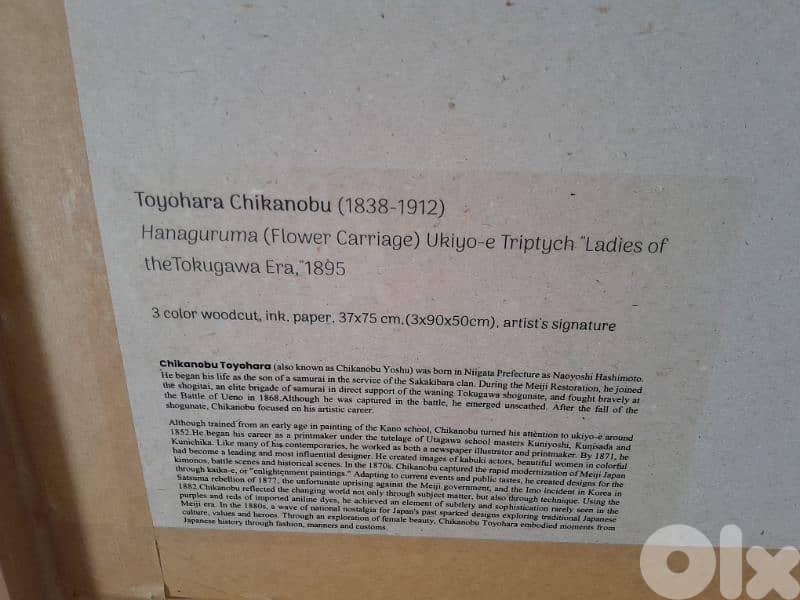 Toyohara Chikanobu (1838-1912)
Hanaguruma (Flower Carriage) Ukiyo-e Triptych "Ladies of
theTokugawa Era,"1895
3 color woodcut, ink, paper, 37x75 cm,(3x90x50cm), artist's signature
Chikanobu Toyohara (also known as Chikanobu Yoshu) was born in Niigata Prefecture as Naoyoshi Hashimoto.
He began his life as the son of a samurai in the service of the Sakakibara clan. During the Meiji Restoration, he joined
the shogitai, an elite brigade of samurai in direct support of the waning Tokugawa shogunate, and fought bravely at
the Battle of Ueno in 1868.Although he was captured in the battle, he emerged unscathed. After the fall of the
shogunate, Chikanobu focused on his artistic career.
Although trained from an early age in painting of the Kano school, Chikanobu turned his attention to ukiyo-e around
1852.He began his career as a printmaker under the tutelage of Utagawa school masters Kuniyoshi, Kunisada and
Kunichika. Like many of his contemporaries, he worked as both a newspaper illustrator and printmaker. By 1871, he
had become a leading and most influential designer. He created images of kabuki actors, beautiful women in colorful
kimonos, battle scenes and historical scenes. In the 1870s, Chikanobu captured the rapid modernization of Meiji Japan
through kaika-e, or "enlightenment paintings." Adapting to current events and public tastes, he created designs for the
Satsuma rebellion of 1877, the unfortunate uprising against the Meiji government, and the Imo incident in Korea in
1882.Chikanobu reflected the changing world not only through subject matter, but also through technique. Using the
purples and reds of imported aniline dyes, he achieved an element of subtlety and sophistication rarely seen in the
Meiji era. In the 1880s, a wave of national nostalgia for Japan's past sparked designs exploring traditional Japanese
culture, values and heroes. Through an exploration of female beauty, Chikanobu Toyohara embodied moments from
Japanese history through fashion, manners and customs.
Olx